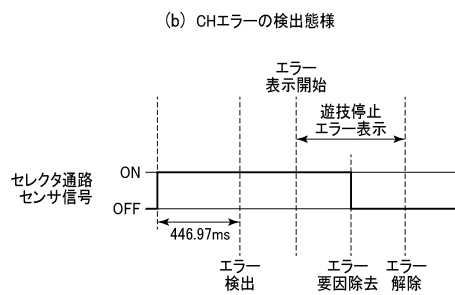 (b) CHエラーの検出態様
エラー
表示開始
遊技停止
エラー表示
セレクタ通路
センサ信号
ON
OFF
446.97ms
エラー
検出
エラー
要因除去
エラー
解除